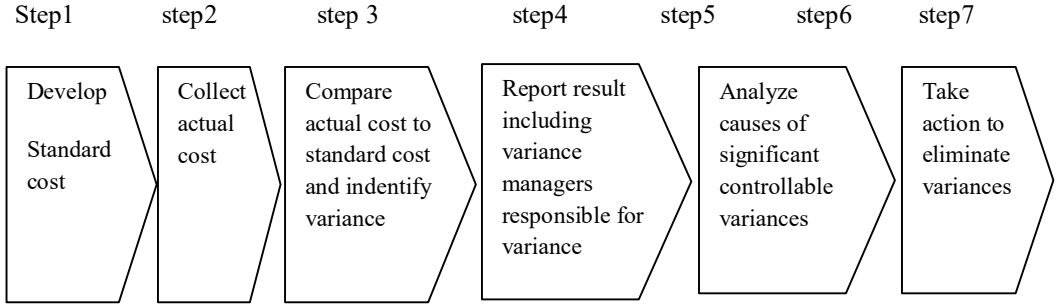 Step1 step2 step 3 step4 step5 step6 step7
Develop
Standard
cost
Collect
actual
cost
Compare
actual cost to
standard cost
and indentify
variance
Report result
including
variance
managers
responsible for
variance
Analyze
causes of
significant
controllable
variances
Take
action to
eliminate
variances